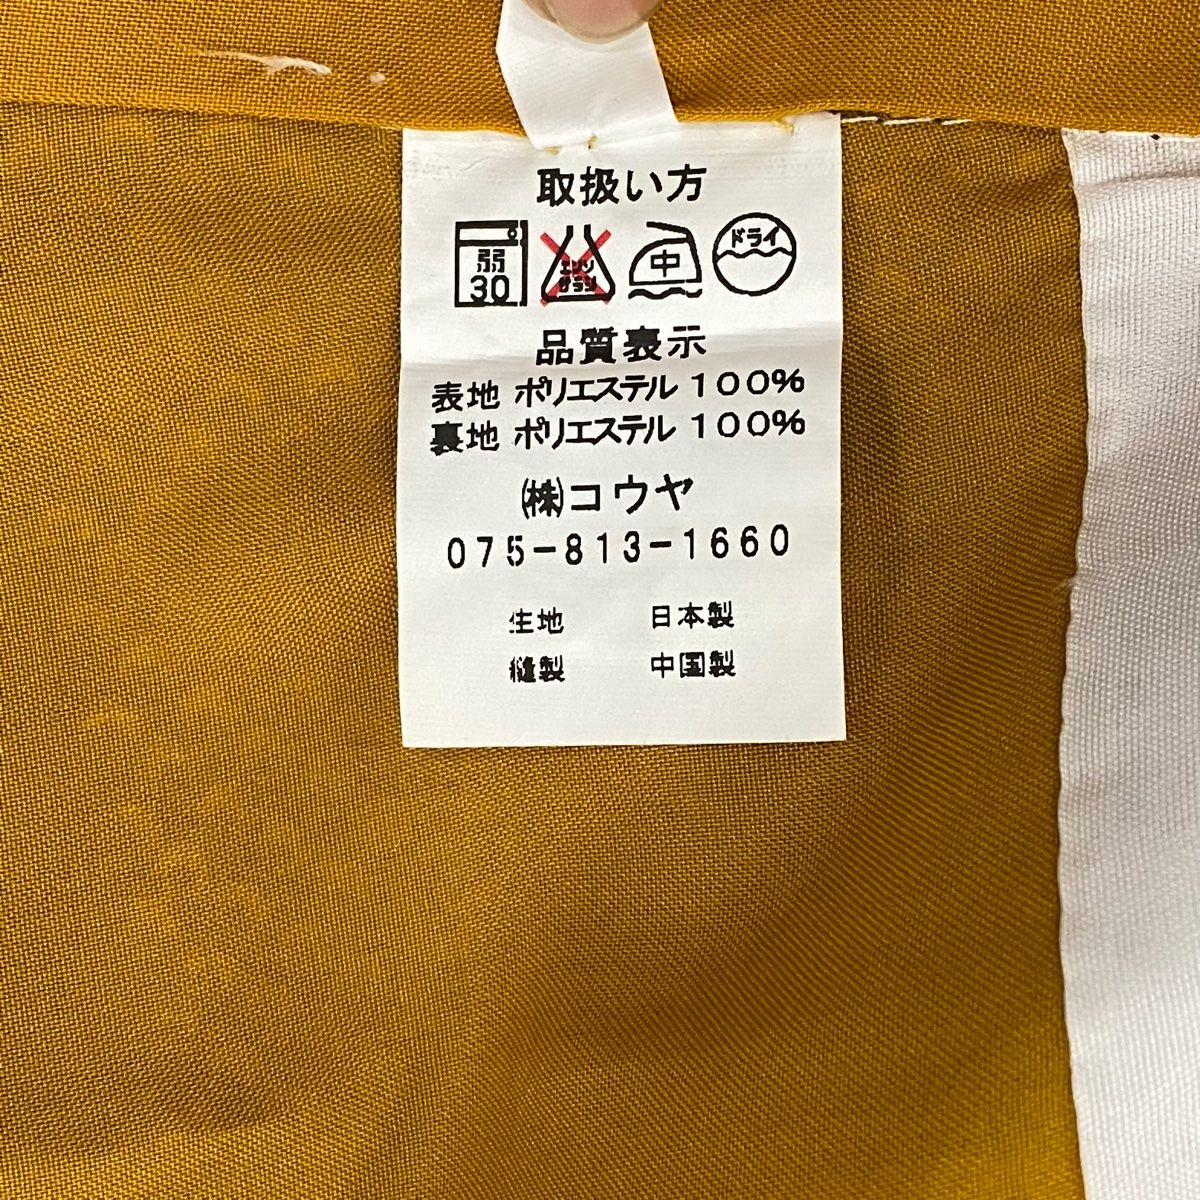 取扱い方
弱 30 エンソ サラシ 中 ドライ
品質表示
表地 ポリエステル 100%
裏地 ポリエステル 100%
㈱コウヤ
075-813-1660
生地 日本製
縫製 中国製